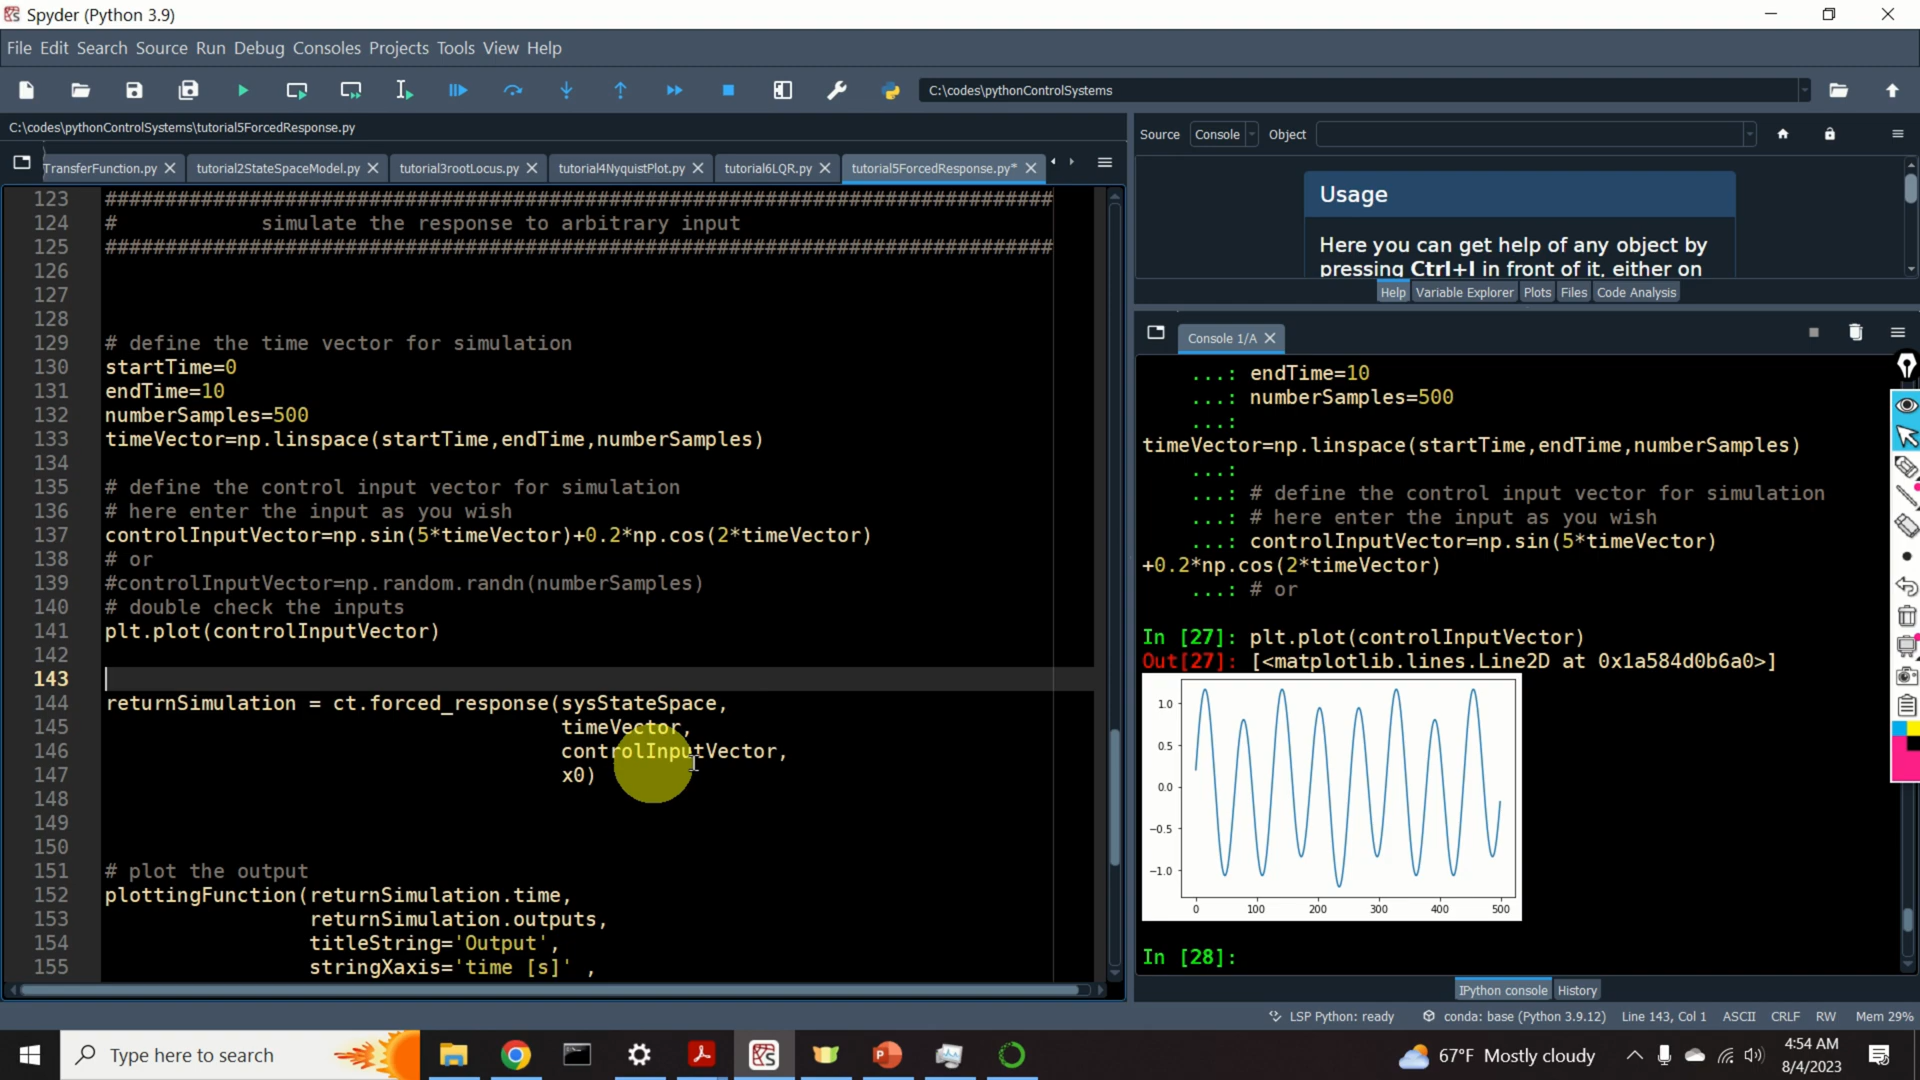 Spyder (Python 3.9)
File Edit Search Source Run Debug Consoles Projects Tools View Help
C:\codes\pythonControlSystems
C:\codes\pythonControlSystems\tutorial5ForcedResponse.py
TransferFunction.py tutorial2StateSpaceModel.py tutorial3rootLocus.py tutorial4NyquistPlot.py tutorial6LQR.py tutorial5ForcedResponse.py*
123 ###############################################################################
124 #            simulate the response to arbitrary input
125 ###############################################################################
126
127
128
129 # define the time vector for simulation
130 startTime=0
131 endTime=10
132 numberSamples=500
133 timeVector=np.linspace(startTime,endTime,numberSamples)
134
135 # define the control input vector for simulation
136 # here enter the input as you wish
137 controlInputVector=np.sin(5*timeVector)+0.2*np.cos(2*timeVector)
138 # or
139 #controlInputVector=np.random.randn(numberSamples)
140 # double check the inputs
141 plt.plot(controlInputVector)
142
143
144 returnSimulation = ct.forced_response(sysStateSpace,
145                                       timeVector,
146                                       controlInputVector,
147                                       x0)
148
149
150
151 # plot the output
152 plottingFunction(returnSimulation.time,
153                  returnSimulation.outputs,
154                  titleString='Output',
155                  stringXaxis='time [s]' ,
Source Console Object
Usage
Here you can get help of any object by
pressing Ctrl+I in front of it, either on
Help Variable Explorer Plots Files Code Analysis
Console 1/A
...: endTime=10
...: numberSamples=500
...:
timeVector=np.linspace(startTime,endTime,numberSamples)
...:
...: # define the control input vector for simulation
...: # here enter the input as you wish
...: controlInputVector=np.sin(5*timeVector)
+0.2*np.cos(2*timeVector)
...: # or
In [27]: plt.plot(controlInputVector)
Out[27]: [<matplotlib.lines.Line2D at 0x1a584d0b6a0>]
1.0
0.5
0.0
−0.5
−1.0
0 100 200 300 400 500
In [28]:
IPython console History
LSP Python: ready conda: base (Python 3.9.12) Line 143, Col 1 ASCII CRLF RW Mem 29%
Type here to search
67°F Mostly cloudy
4:54 AM
8/4/2023